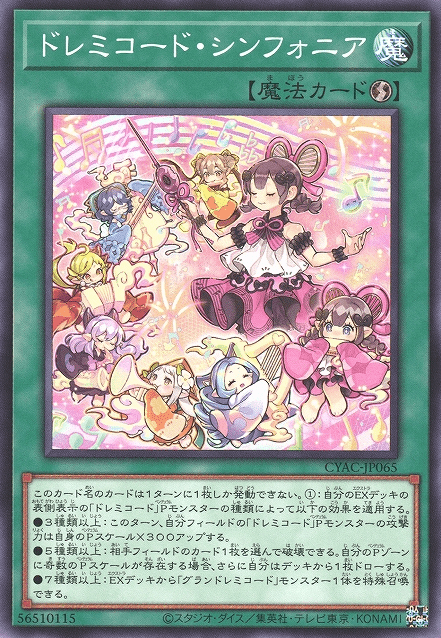 ドレミコード・シンフォニア 魔
【魔法カード】
CYAC-JP065
このカード名のカードは1ターンに1枚しか発動できない。①：自分のEXデッキの
表側表示の「ドレミコード」Pモンスターの種類によって以下の効果を適用する。
●3種類以上：このターン、自分フィールドの「ドレミコード」Pモンスターの攻撃
力は自身のPスケール×300アップする。
●5種類以上：相手フィールドのカード1枚を選んで破壊できる。自分のPゾーン
に奇数のPスケールが存在する場合、さらに自分はデッキから1枚ドローする。
●7種類以上：EXデッキから「グランドレミコード」モンスター1体を特殊召喚
できる。
56510115 ©スタジオ・ダイス/集英社・テレビ東京・KONAMI